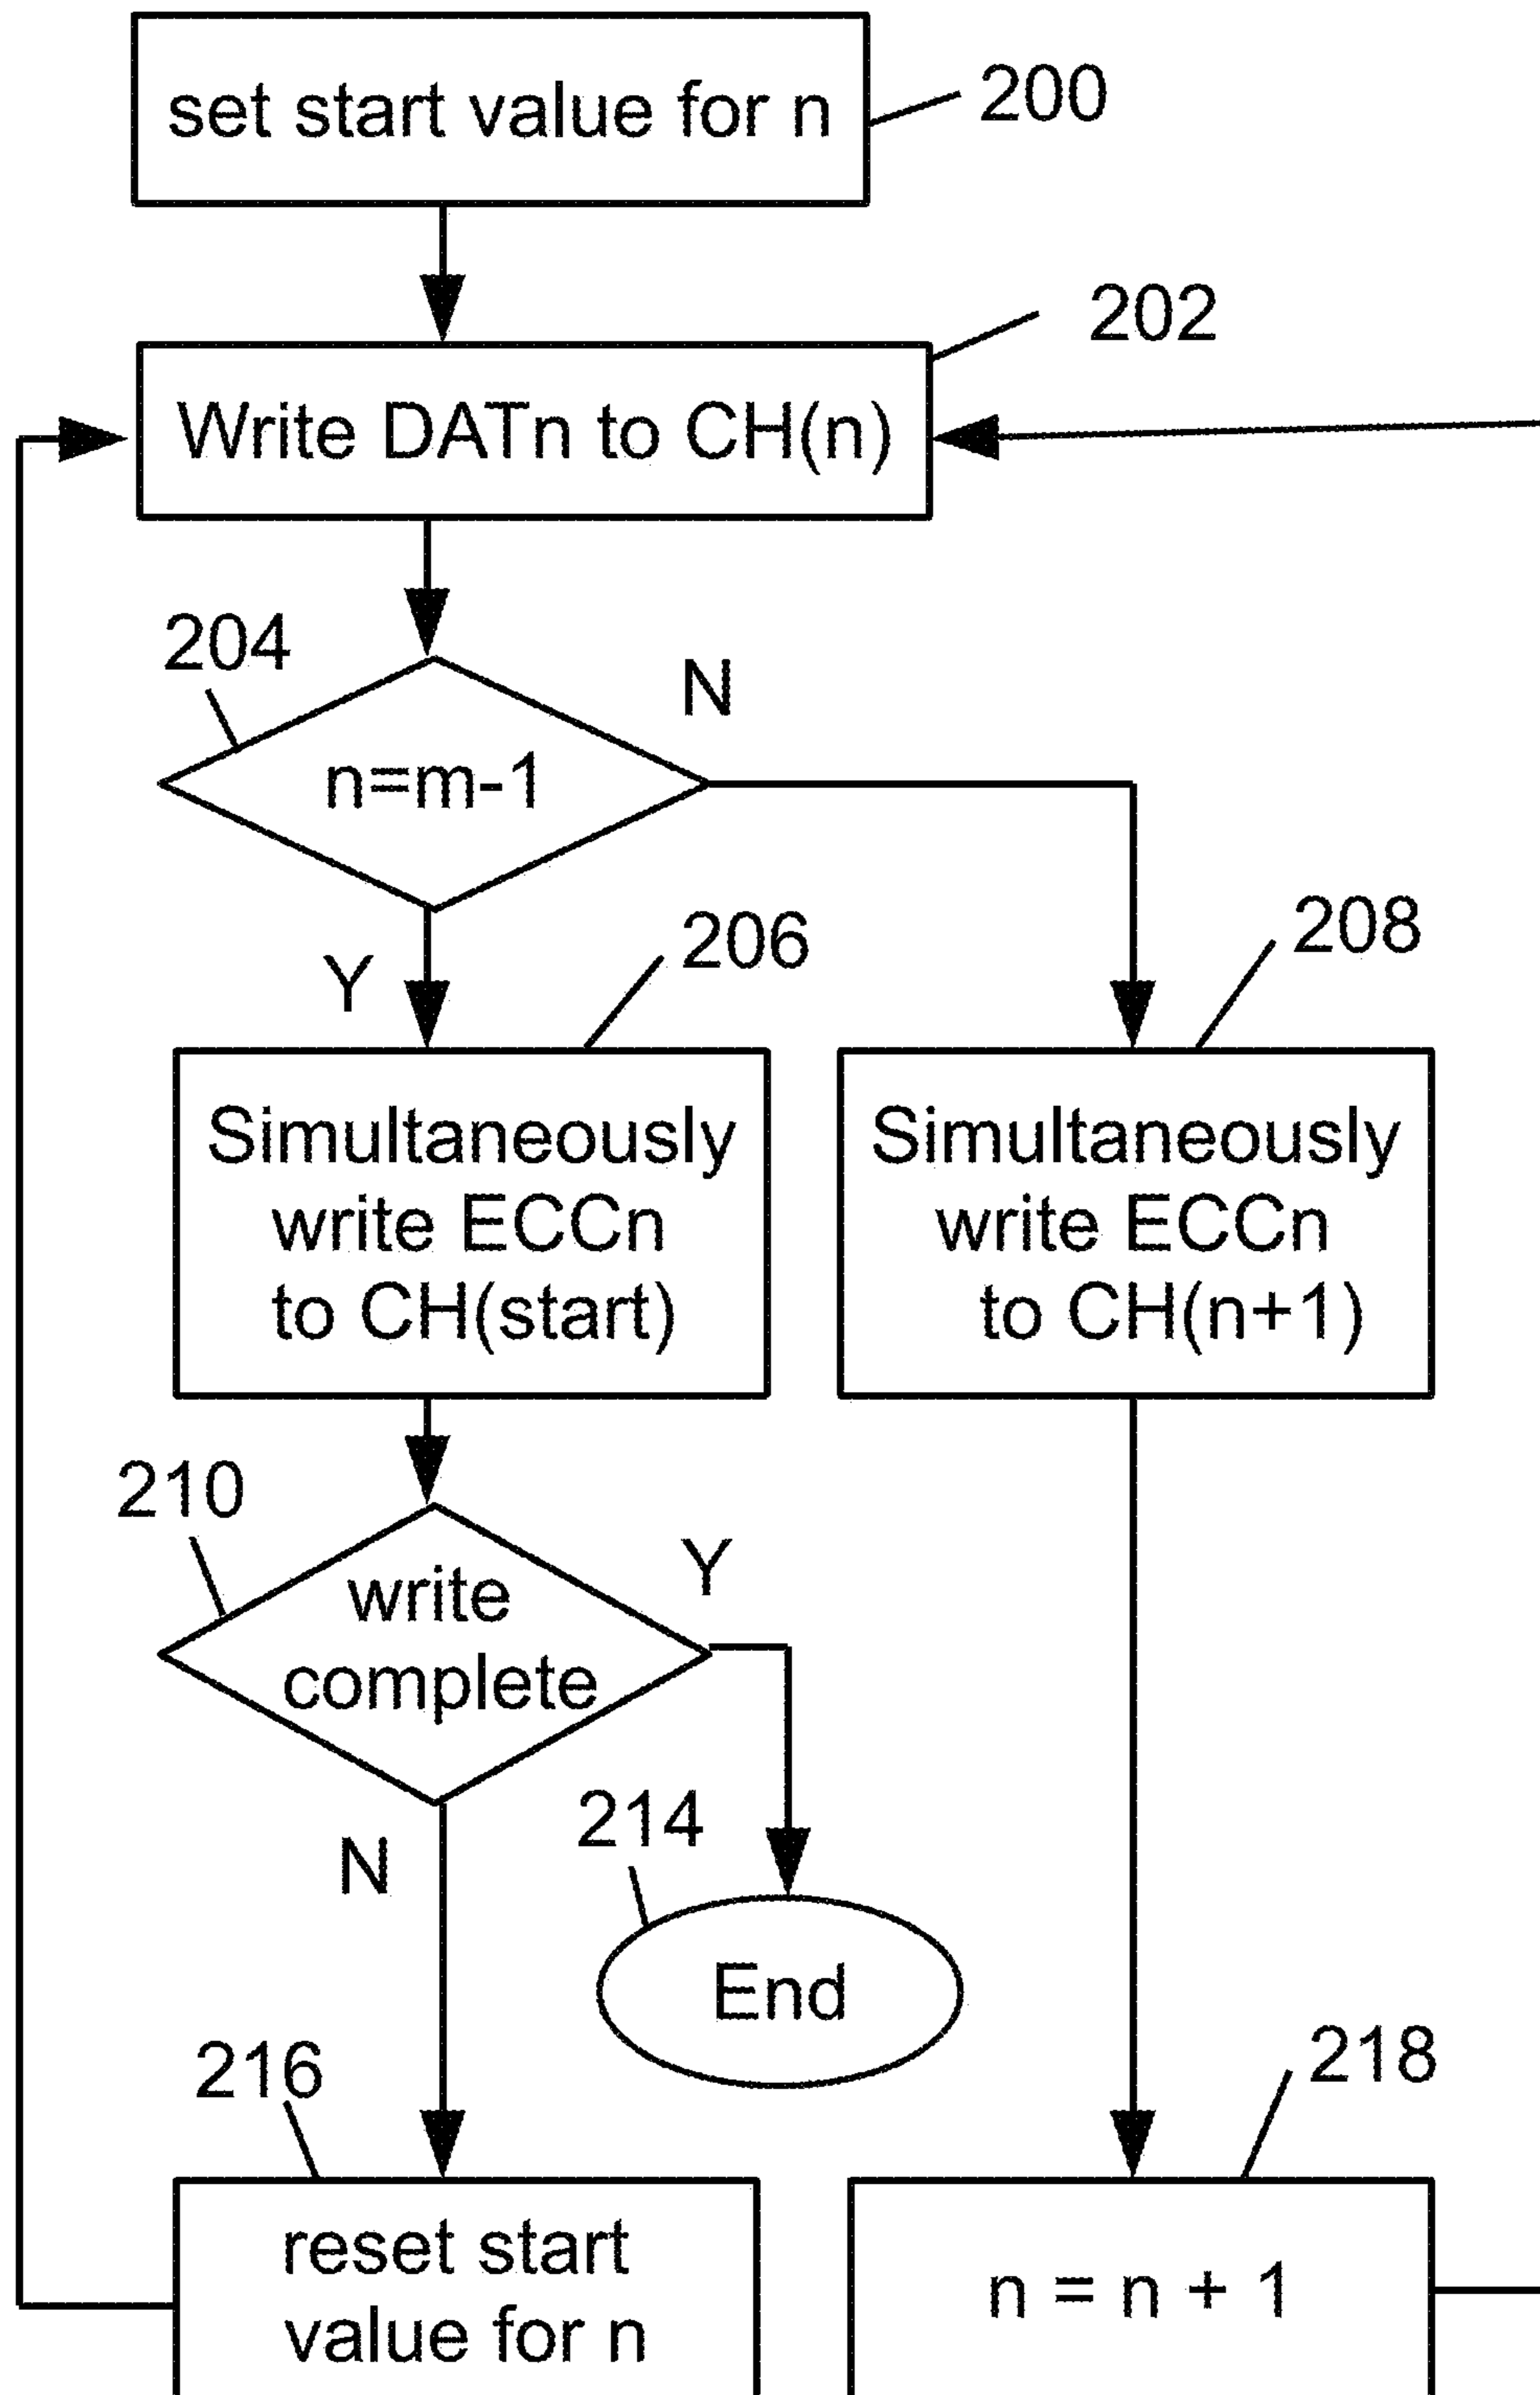 set start value for n
200
202
Write DATn to CH(n)
204
N
n=m-1
206
208
Y
Simultaneously
write ECCn
to CH(start)
Simultaneously
write ECCn
to CH(n+1)
210
Y
write
complete
214
N
End
216
218
reset start
value for n
n = n + 1